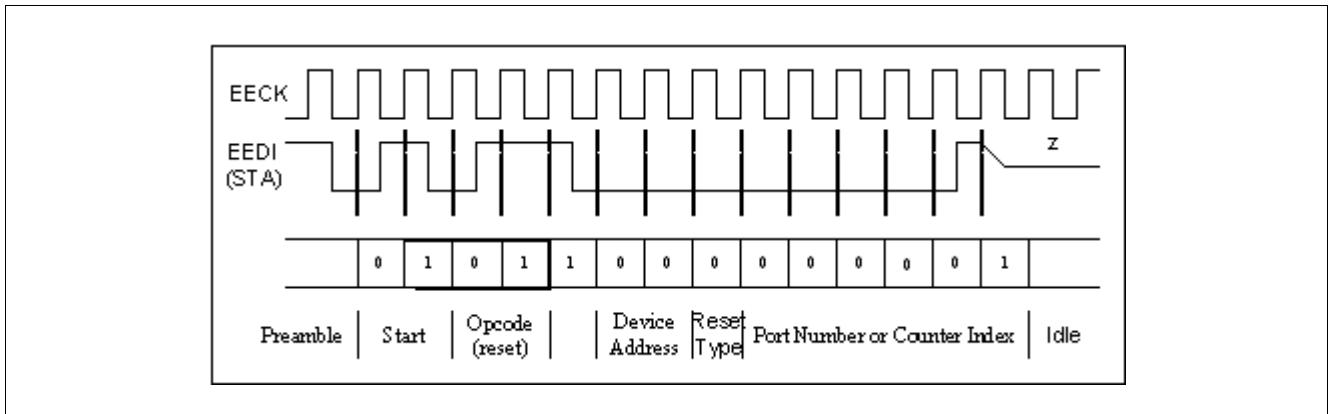 EECK
EEDI
(STA)
Z
0 1 0 1 1 0 0 0 0 0 0 0 0 1
Preamble Start Opcode (reset) Device Address Reset Type Port Number or Counter Index Idle